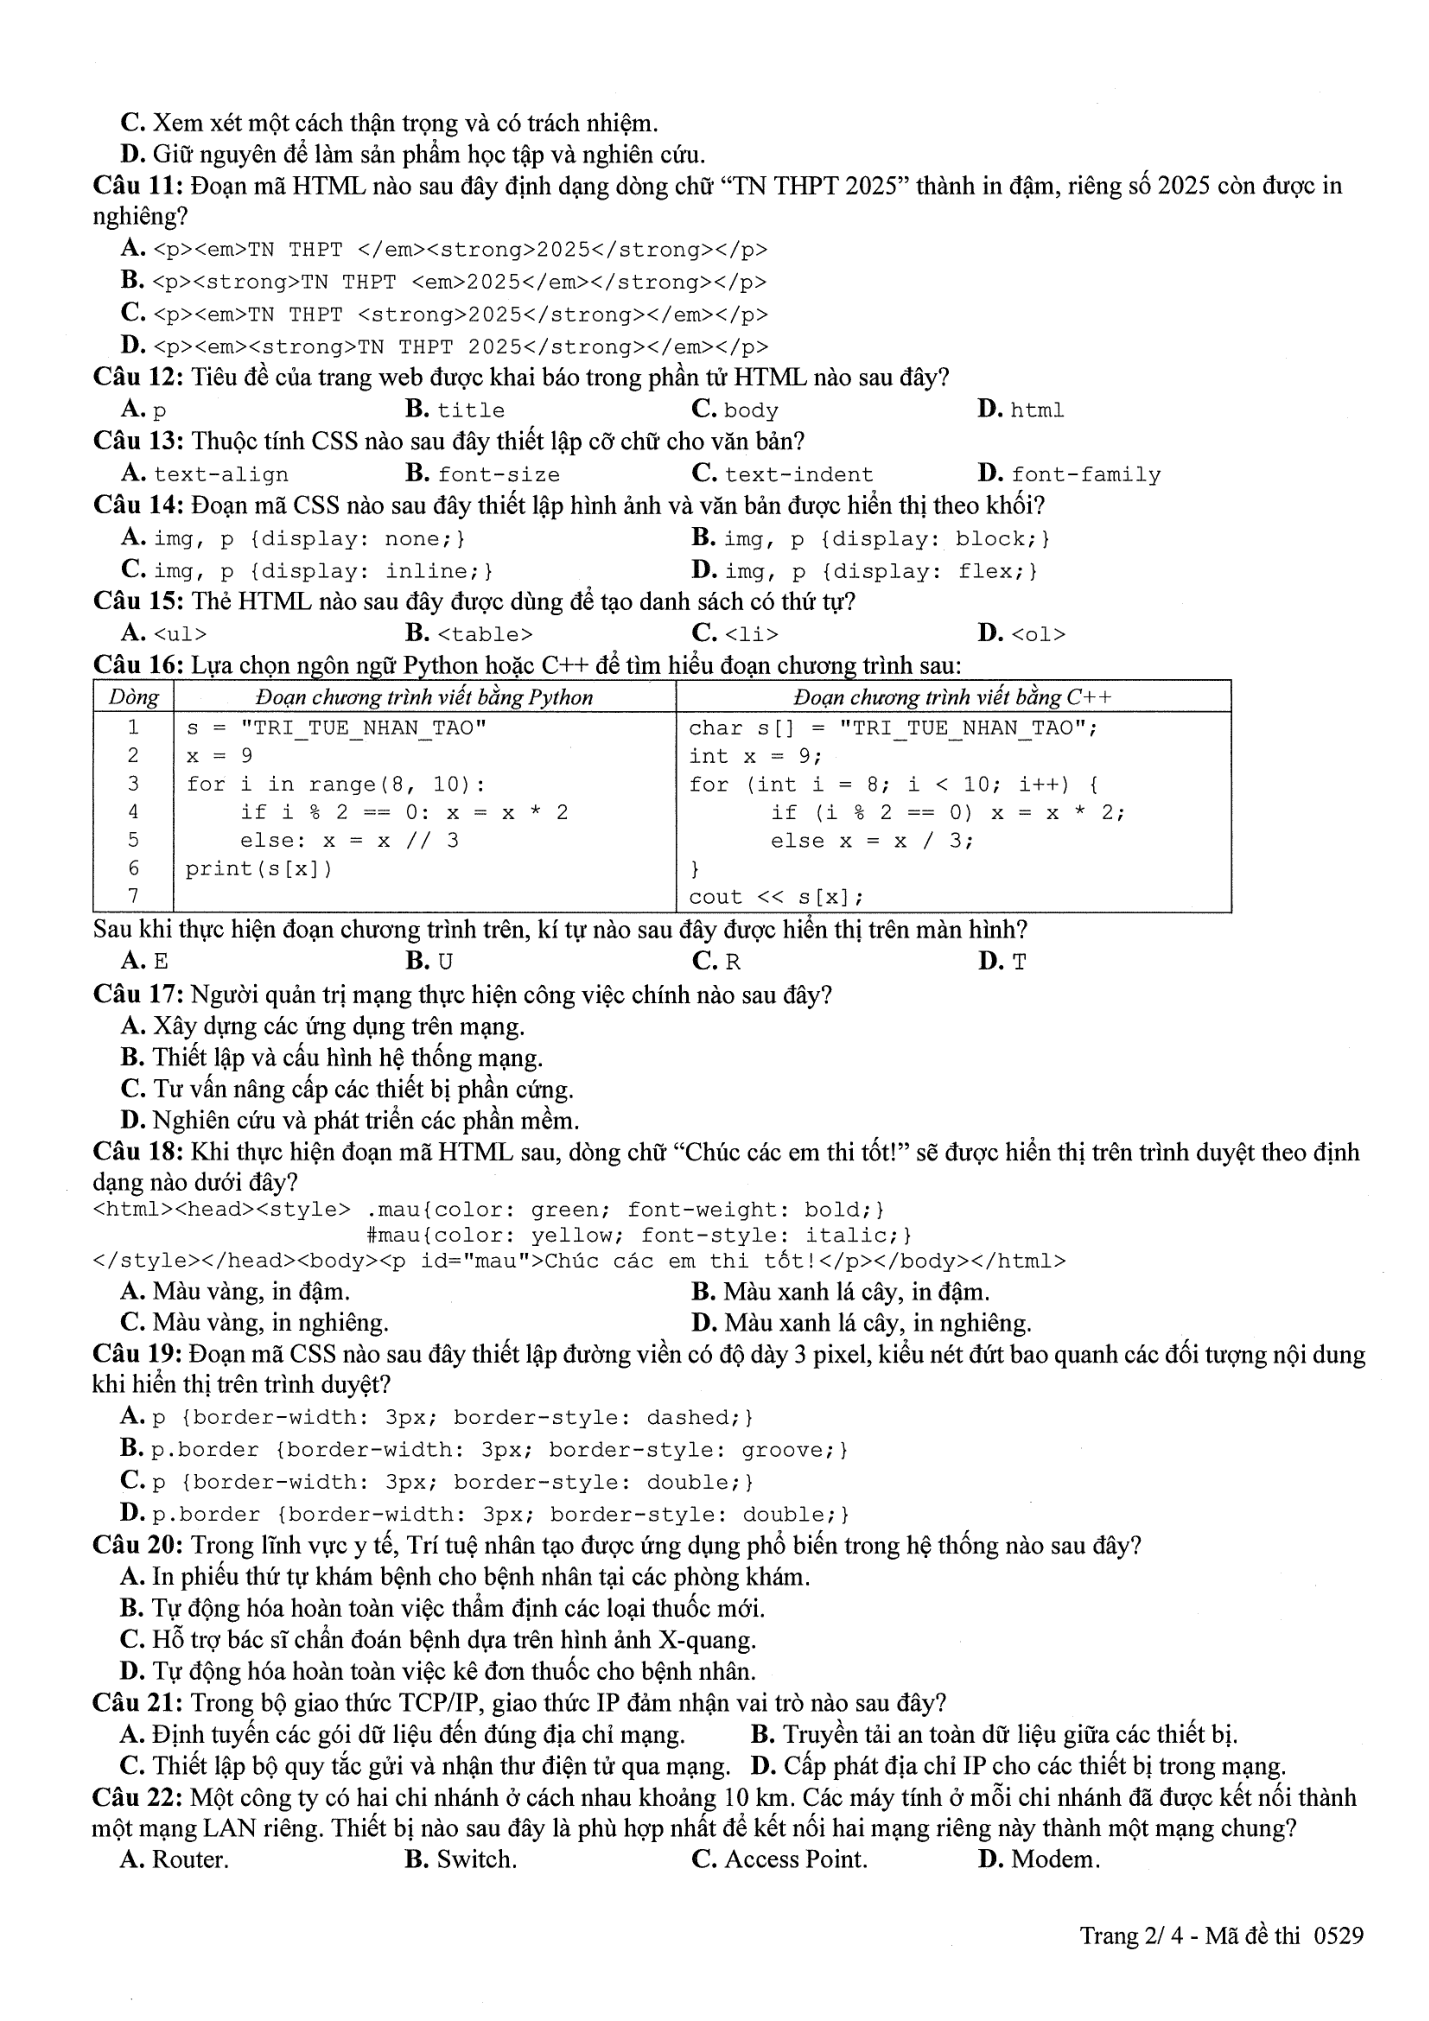 C. Xem xét một cách thận trọng và có trách nhiệm.
D. Giữ nguyên để làm sản phẩm học tập và nghiên cứu.
Câu 11: Đoạn mã HTML nào sau đây định dạng dòng chữ “TN THPT 2025” thành in đậm, riêng số 2025 còn được in
nghiêng?
A. <p><em>TN THPT </em><strong>2025</strong></p>
B. <p><strong>TN THPT <em>2025</em></strong></p>
C. <p><em>TN THPT <strong>2025</strong></em></p>
D. <p><em><strong>TN THPT 2025</strong></em></p>
Câu 12: Tiêu đề của trang web được khai báo trong phần tử HTML nào sau đây?
A. p B. title C. body D. html
Câu 13: Thuộc tính CSS nào sau đây thiết lập cỡ chữ cho văn bản?
A. text-align B. font-size C. text-indent D. font-family
Câu 14: Đoạn mã CSS nào sau đây thiết lập hình ảnh và văn bản được hiển thị theo khối?
A. img, p {display: none;} B. img, p {display: block;}
C. img, p {display: inline;} D. img, p {display: flex;}
Câu 15: Thẻ HTML nào sau đây được dùng để tạo danh sách có thứ tự?
A. <ul> B. <table> C. <li> D. <ol>
Câu 16: Lựa chọn ngôn ngữ Python hoặc C++ để tìm hiểu đoạn chương trình sau:
Dòng Đoạn chương trình viết bằng Python Đoạn chương trình viết bằng C++
1 s = "TRI_TUE_NHAN_TAO" char s[] = "TRI_TUE_NHAN_TAO";
2 x = 9 int x = 9;
3 for i in range(8, 10): for (int i = 8; i < 10; i++) {
4 if i % 2 == 0: x = x * 2 if (i % 2 == 0) x = x * 2;
5 else: x = x // 3 else x = x / 3;
6 print(s[x]) }
7 cout << s[x];
Sau khi thực hiện đoạn chương trình trên, kí tự nào sau đây được hiển thị trên màn hình?
A. E B. U C. R D. T
Câu 17: Người quản trị mạng thực hiện công việc chính nào sau đây?
A. Xây dựng các ứng dụng trên mạng.
B. Thiết lập và cấu hình hệ thống mạng.
C. Tư vấn nâng cấp các thiết bị phần cứng.
D. Nghiên cứu và phát triển các phần mềm.
Câu 18: Khi thực hiện đoạn mã HTML sau, dòng chữ “Chúc các em thi tốt!” sẽ được hiển thị trên trình duyệt theo định
dạng nào dưới đây?
<html><head><style> .mau{color: green; font-weight: bold;}
#mau{color: yellow; font-style: italic;}
</style></head><body><p id="mau">Chúc các em thi tốt!</p></body></html>
A. Màu vàng, in đậm. B. Màu xanh lá cây, in đậm.
C. Màu vàng, in nghiêng. D. Màu xanh lá cây, in nghiêng.
Câu 19: Đoạn mã CSS nào sau đây thiết lập đường viền có độ dày 3 pixel, kiểu nét đứt bao quanh các đối tượng nội dung
khi hiển thị trên trình duyệt?
A. p {border-width: 3px; border-style: dashed;}
B. p.border {border-width: 3px; border-style: groove;}
C. p {border-width: 3px; border-style: double;}
D. p.border {border-width: 3px; border-style: double;}
Câu 20: Trong lĩnh vực y tế, Trí tuệ nhân tạo được ứng dụng phổ biến trong hệ thống nào sau đây?
A. In phiếu thứ tự khám bệnh cho bệnh nhân tại các phòng khám.
B. Tự động hóa hoàn toàn việc thẩm định các loại thuốc mới.
C. Hỗ trợ bác sĩ chẩn đoán bệnh dựa trên hình ảnh X-quang.
D. Tự động hóa hoàn toàn việc kê đơn thuốc cho bệnh nhân.
Câu 21: Trong bộ giao thức TCP/IP, giao thức IP đảm nhận vai trò nào sau đây?
A. Định tuyến các gói dữ liệu đến đúng địa chỉ mạng. B. Truyền tải an toàn dữ liệu giữa các thiết bị.
C. Thiết lập bộ quy tắc gửi và nhận thư điện tử qua mạng. D. Cấp phát địa chỉ IP cho các thiết bị trong mạng.
Câu 22: Một công ty có hai chi nhánh ở cách nhau khoảng 10 km. Các máy tính ở mỗi chi nhánh đã được kết nối thành
một mạng LAN riêng. Thiết bị nào sau đây là phù hợp nhất để kết nối hai mạng riêng này thành một mạng chung?
A. Router. B. Switch. C. Access Point. D. Modem.
Trang 2/ 4 - Mã đề thi 0529